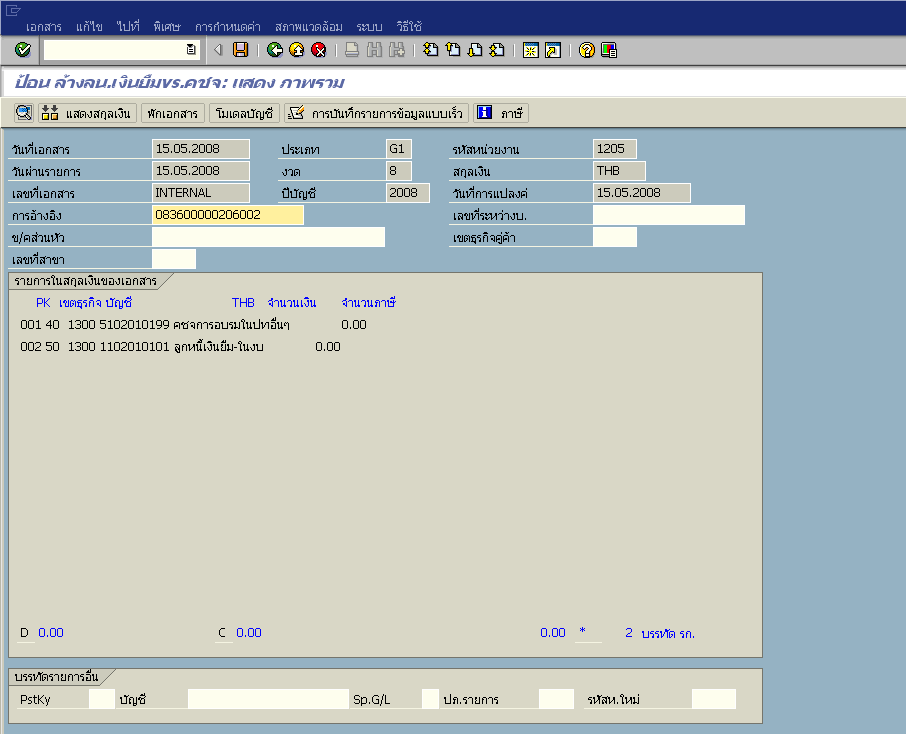 เอกสาร แก้ไข ไปที่ พิเศษ การกำหนดค่า สภาพแวดล้อม ระบบ วิธีใช้
ป้อน ล้างลน.เงินยืมvs.คชจ: แสดง ภาพรวม
แสดงสกุลเงิน พักเอกสาร โมเดลบัญชี การบันทึกรายการข้อมูลแบบเร็ว ภาษี
วันที่เอกสาร 15.05.2008 ประเภท G1 รหัสหน่วยงาน 1205
วันผ่านรายการ 15.05.2008 งวด 8 สกุลเงิน THB
เลขที่เอกสาร INTERNAL ปีบัญชี 2008 วันที่การแปลงค่ 15.05.2008
การอ้างอิง 083600000206002 เลขที่ระหว่างบ.
ข/คส่วนหัว เขตธุรกิจคู่ค้า
เลขที่สาขา
รายการในสกุลเงินของเอกสาร
PK เขตธุรกิจ บัญชี THB จำนวนเงิน จำนวนภาษี
001 40 1300 5102010199 คชจการอบรมในปทอื่นๆ 0.00
002 50 1300 1102010101 ลูกหนี้เงินยืม-ในงบ 0.00
D 0.00 C 0.00 0.00 * 2 บรรทัด รก.
บรรทัดรายการอื่น
PstKy บัญชี Sp.G/L ปภ.รายการ รหัสห.ใหม่